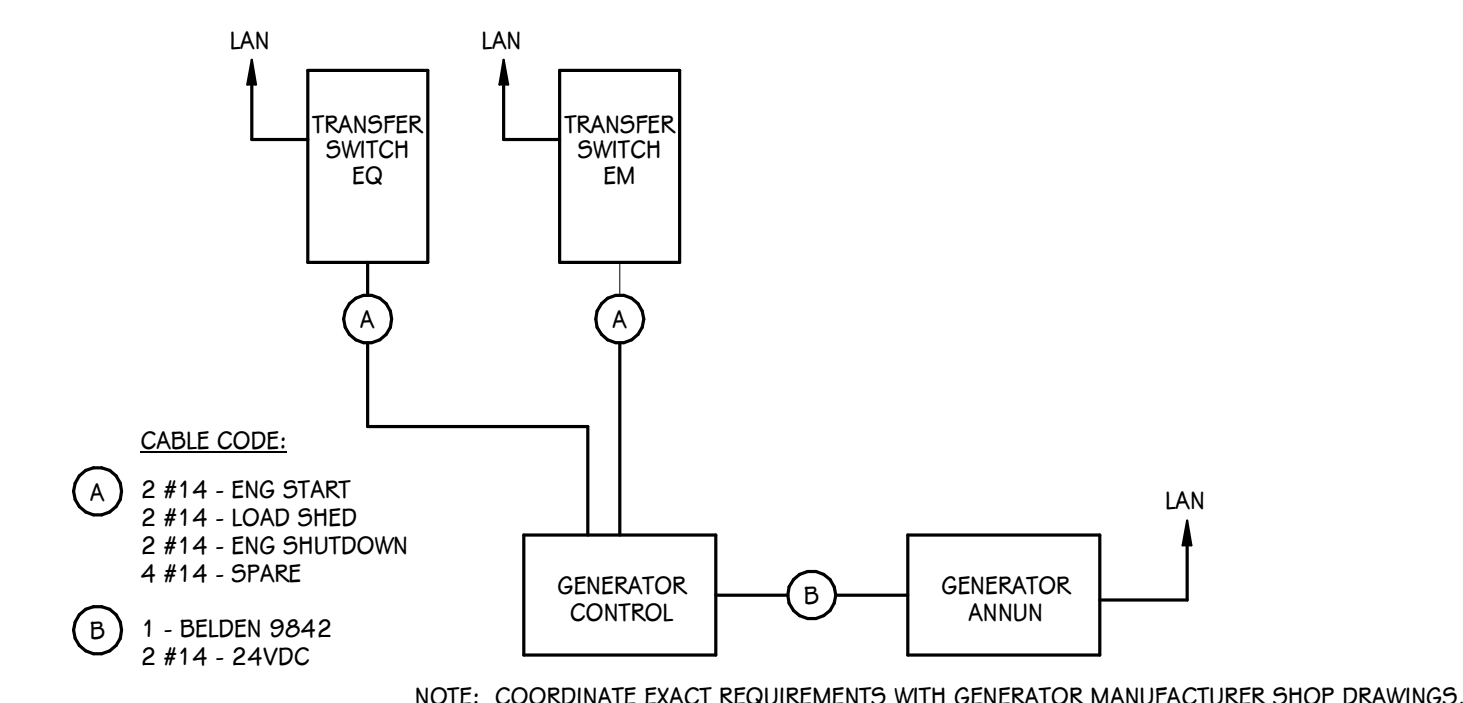 LAN
LAN
TRANSFER
SWITCH
EQ
TRANSFER
SWITCH
EM
A
A
CABLE CODE:
A
2 #14 - ENG START
2 #14 - LOAD SHED
2 #14 - ENG SHUTDOWN
4 #14 - SPARE
B
1 - BELDEN 9842
2 #14 - 24VDC
GENERATOR
CONTROL
B
GENERATOR
ANNUN
LAN
NOTE: COORDINATE EXACT REQUIREMENTS WITH GENERATOR MANUFACTURER SHOP DRAWINGS.